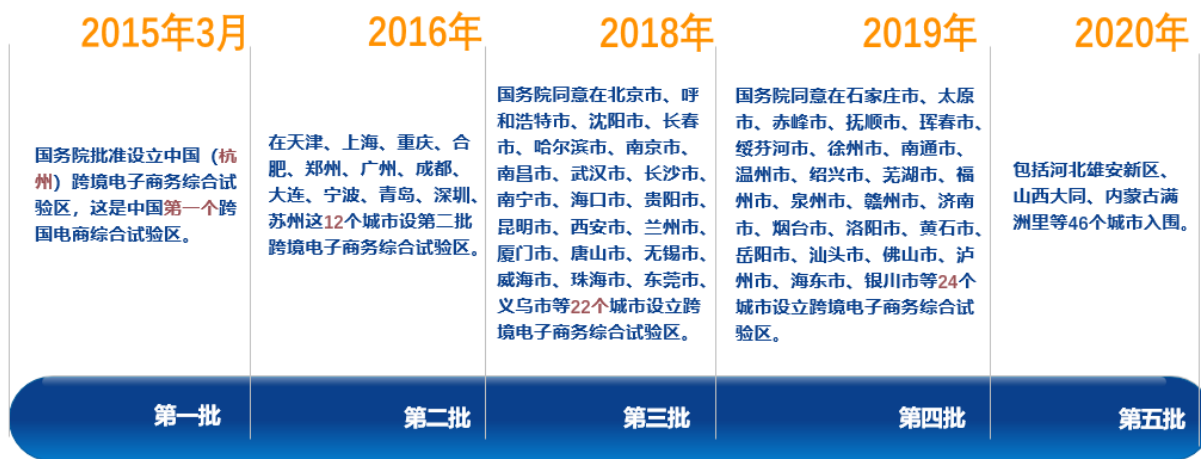 2015年3月
国务院批准设立中国（杭
州）跨境电子商务综合试
验区，这是中国第一个跨
国电商综合试验区。
第一批
2016年
在天津、上海、重庆、合
肥、郑州、广州、成都、
大连、宁波、青岛、深圳、
苏州这12个城市设第二批
跨境电子商务综合试验区。
第二批
2018年
国务院同意在北京市、呼
和浩特市、沈阳市、长春
市、哈尔滨市、南京市、
南昌市、武汉市、长沙市、
南宁市、海口市、贵阳市、
昆明市、西安市、兰州市、
厦门市、唐山市、无锡市、
威海市、珠海市、东莞市、
义乌市等22个城市设立跨
境电子商务综合试验区。
第三批
2019年
国务院同意在石家庄市、太原
市、赤峰市、抚顺市、珲春市、
绥芬河市、徐州市、南通市、
温州市、绍兴市、芜湖市、福
州市、泉州市、赣州市、济南
市、烟台市、洛阳市、黄石市、
岳阳市、汕头市、佛山市、泸
州市、海东市、银川市等24个
城市设立跨境电子商务综合试
验区。
第四批
2020年
包括河北雄安新区、
山西大同、内蒙古满
洲里等46个城市入围。
第五批